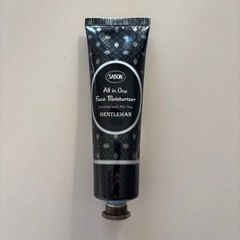 SABON
All in One
Face Moisturizer
GENTLEMAN